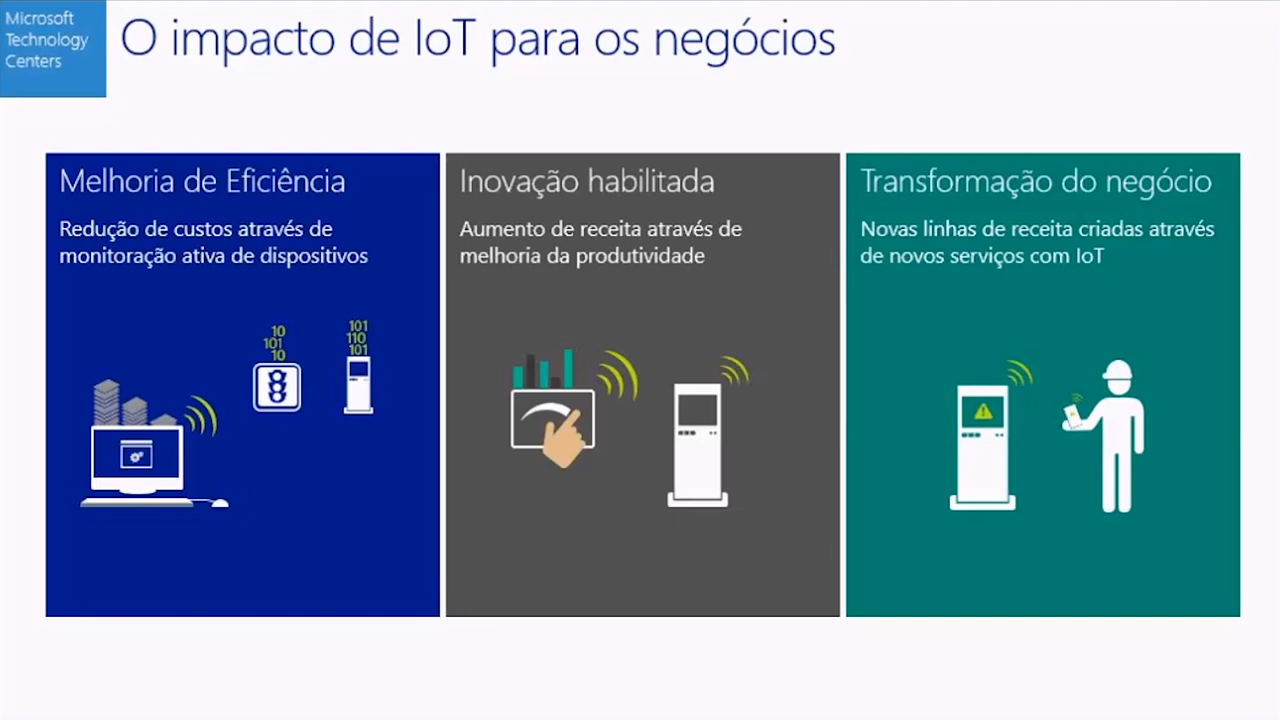 Microsoft
Technology
Centers
O impacto de IoT para os negócios
Melhoria de Eficiência
Redução de custos através de
monitoração ativa de dispositivos
10
101
10
101
110
101
Inovação habilitada
Aumento de receita através de
melhoria da produtividade
Transformação do negócio
Novas linhas de receita criadas através
de novos serviços com IoT